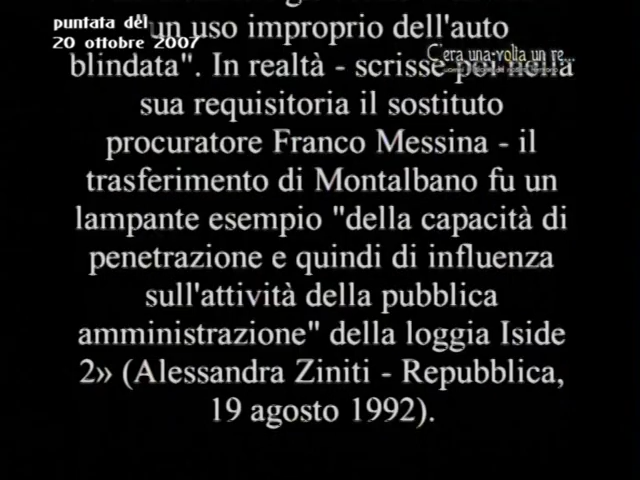 puntata del
20 ottobre 2007
C'era una volta un re...
un uso improprio dell'auto
blindata". In realtà - scrisse poi nella
sua requisitoria il sostituto
procuratore Franco Messina - il
trasferimento di Montalbano fu un
lampante esempio "della capacità di
penetrazione e quindi di influenza
sull'attività della pubblica
amministrazione" della loggia Iside
2» (Alessandra Ziniti - Repubblica,
19 agosto 1992).